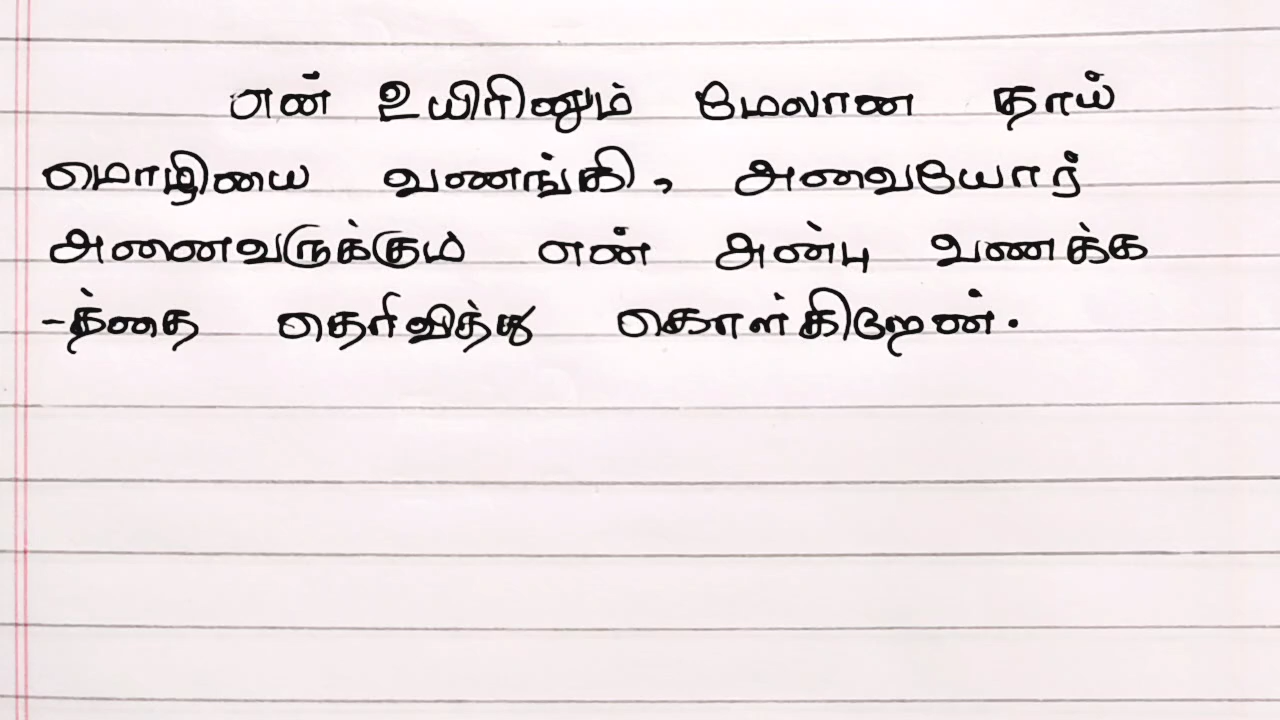 என் உயிரினும் மேலான தாய்
மொழியை வணங்கி, அவையோர்
அனைவருக்கும் என் அன்பு வணக்க
-த்தை தெரிவித்து கொள்கிறேன்.